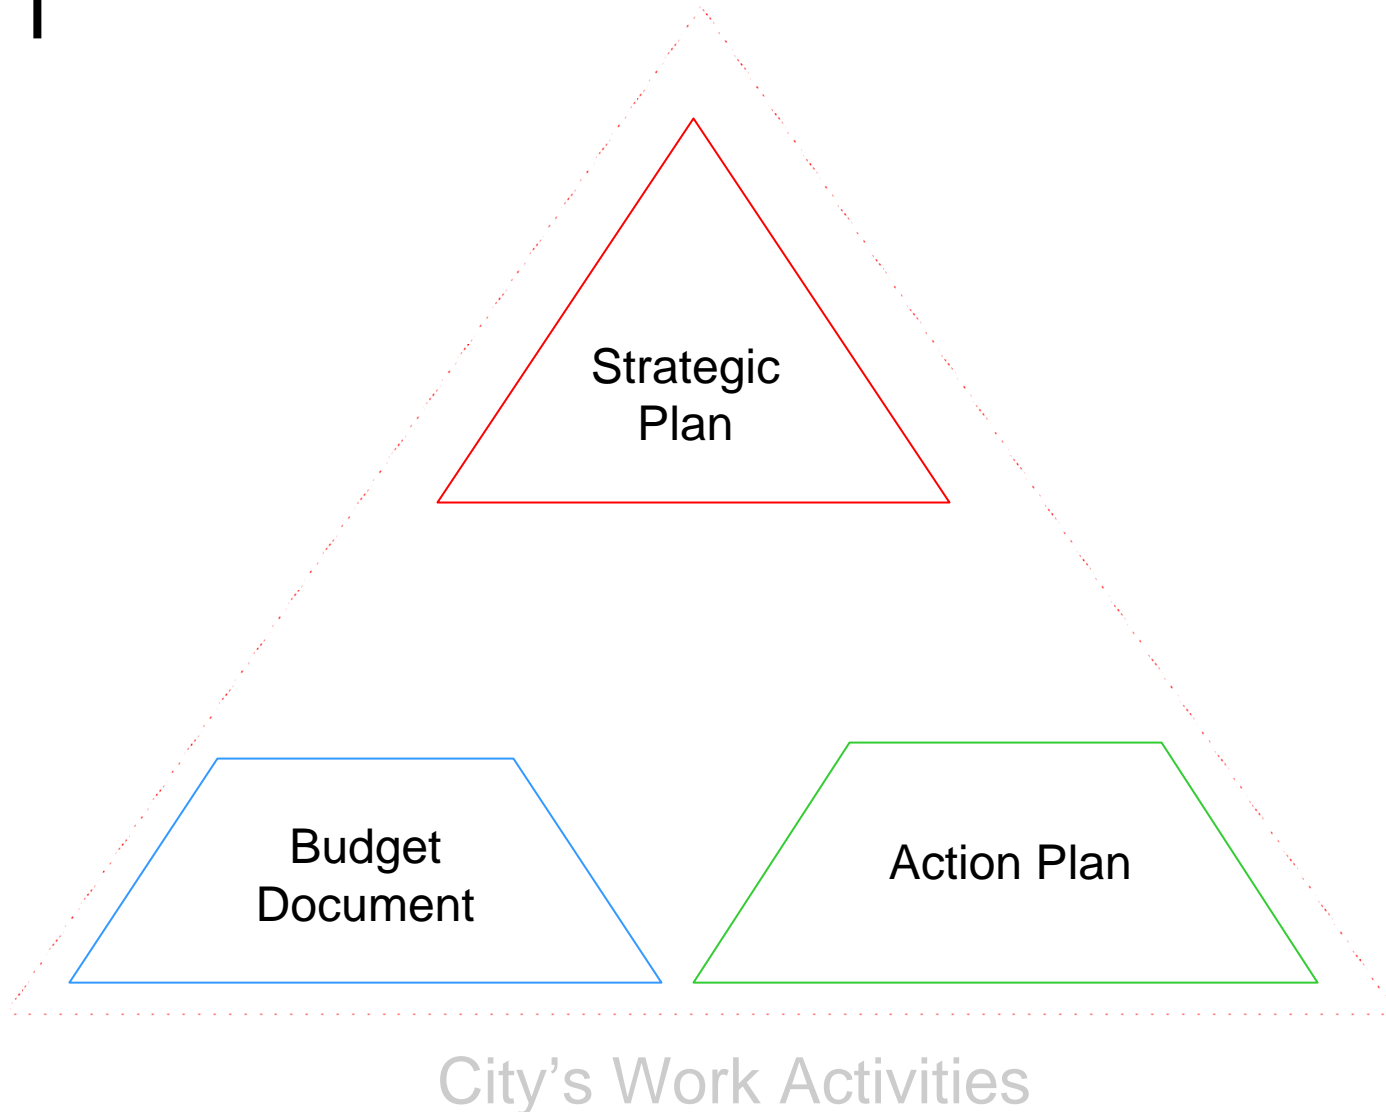 Strategic
Plan
Budget
Document
Action Plan
City’s Work Activities